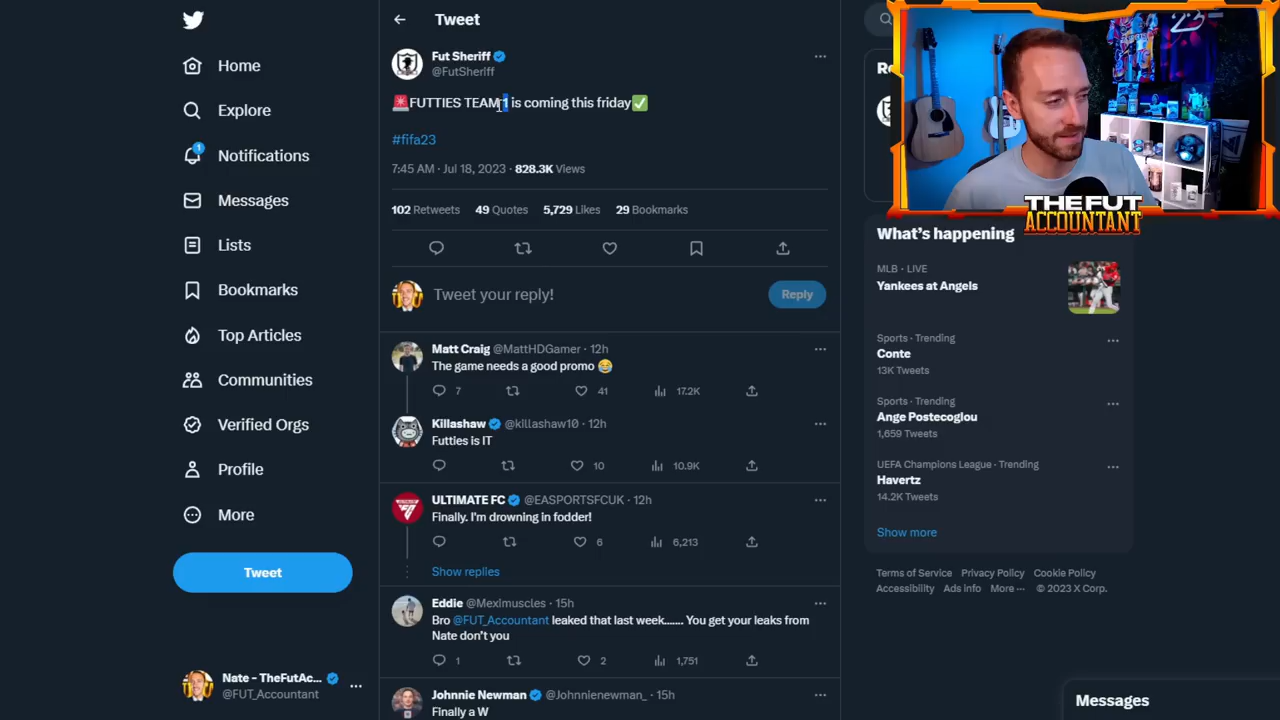 Home
Explore
1
Notifications
Messages
Lists
Bookmarks
Top Articles
Communities
Verified Orgs
Profile
More
Tweet
Nate - TheFutAc...
@FUT_Accountant
Tweet
Fut Sheriff
@FutSheriff
🚨FUTTIES TEAM 1 is coming this friday✅
#fifa23
7:45 AM · Jul 18, 2023 · 828.3K Views
102 Retweets 49 Quotes 5,729 Likes 29 Bookmarks
Tweet your reply!
Reply
Matt Craig @MattHDGamer · 12h
The game needs a good promo 😂
7 41 17.2K
Killashaw @killashaw10 · 12h
Futties is IT
10 10.9K
ULTIMATE FC @EASPORTSFCUK · 12h
Finally. I'm drowning in fodder!
6 6,213
Show replies
Eddie @Meximuscles · 15h
Bro @FUT_Accountant leaked that last week....... You get your leaks from
Nate don't you
1 2 1,751
Johnnie Newman @Johnnienewman_ · 15h
Finally a W
THE FUT
ACCOUNTANT
What's happening
MLB · LIVE
Yankees at Angels
Sports · Trending
Conte
13K Tweets
Sports · Trending
Ange Postecoglou
1,659 Tweets
UEFA Champions League · Trending
Havertz
14.2K Tweets
Show more
Terms of Service Privacy Policy Cookie Policy
Accessibility Ads info More ··· © 2023 X Corp.
Messages